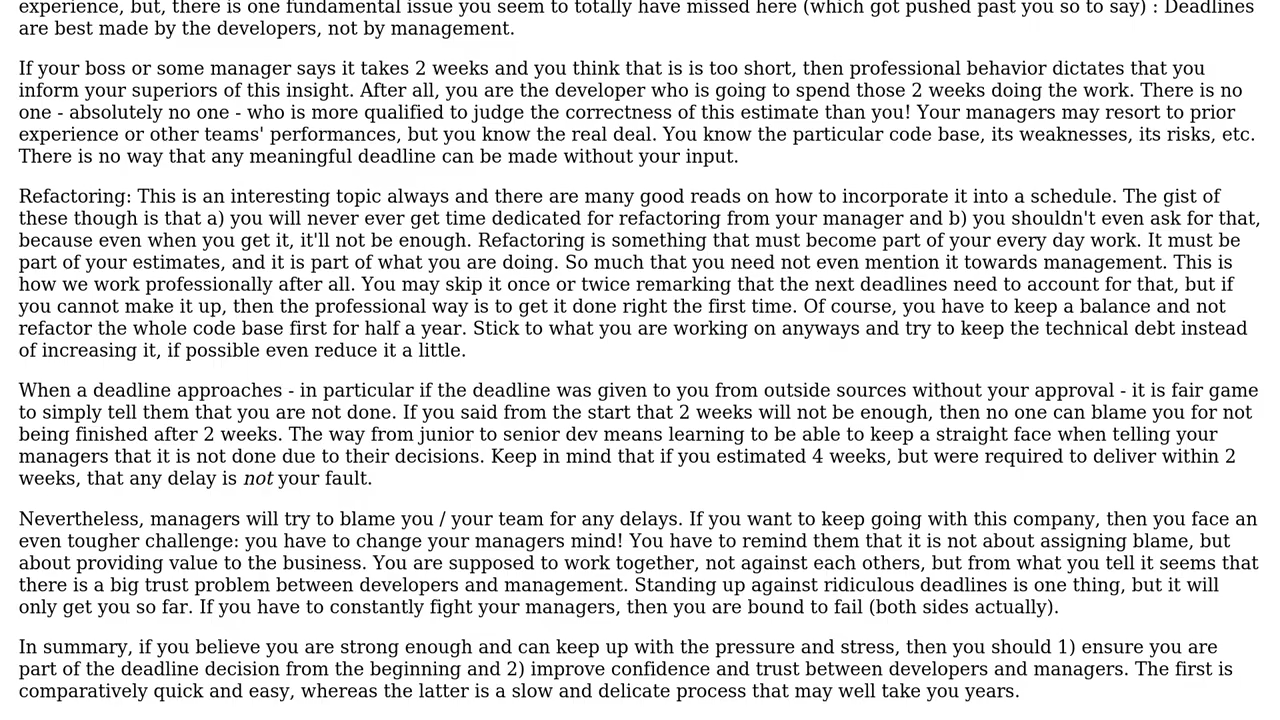 experience, but, there is one fundamental issue you seem to totally have missed here (which got pushed past you so to say) : Deadlines
are best made by the developers, not by management.
If your boss or some manager says it takes 2 weeks and you think that is is too short, then professional behavior dictates that you
inform your superiors of this insight. After all, you are the developer who is going to spend those 2 weeks doing the work. There is no
one - absolutely no one - who is more qualified to judge the correctness of this estimate than you! Your managers may resort to prior
experience or other teams' performances, but you know the real deal. You know the particular code base, its weaknesses, its risks, etc.
There is no way that any meaningful deadline can be made without your input.
Refactoring: This is an interesting topic always and there are many good reads on how to incorporate it into a schedule. The gist of
these though is that a) you will never ever get time dedicated for refactoring from your manager and b) you shouldn't even ask for that,
because even when you get it, it'll not be enough. Refactoring is something that must become part of your every day work. It must be
part of your estimates, and it is part of what you are doing. So much that you need not even mention it towards management. This is
how we work professionally after all. You may skip it once or twice remarking that the next deadlines need to account for that, but if
you cannot make it up, then the professional way is to get it done right the first time. Of course, you have to keep a balance and not
refactor the whole code base first for half a year. Stick to what you are working on anyways and try to keep the technical debt instead
of increasing it, if possible even reduce it a little.
When a deadline approaches - in particular if the deadline was given to you from outside sources without your approval - it is fair game
to simply tell them that you are not done. If you said from the start that 2 weeks will not be enough, then no one can blame you for not
being finished after 2 weeks. The way from junior to senior dev means learning to be able to keep a straight face when telling your
managers that it is not done due to their decisions. Keep in mind that if you estimated 4 weeks, but were required to deliver within 2
weeks, that any delay is not your fault.
Nevertheless, managers will try to blame you / your team for any delays. If you want to keep going with this company, then you face an
even tougher challenge: you have to change your managers mind! You have to remind them that it is not about assigning blame, but
about providing value to the business. You are supposed to work together, not against each others, but from what you tell it seems that
there is a big trust problem between developers and management. Standing up against ridiculous deadlines is one thing, but it will
only get you so far. If you have to constantly fight your managers, then you are bound to fail (both sides actually).
In summary, if you believe you are strong enough and can keep up with the pressure and stress, then you should 1) ensure you are
part of the deadline decision from the beginning and 2) improve confidence and trust between developers and managers. The first is
comparatively quick and easy, whereas the latter is a slow and delicate process that may well take you years.